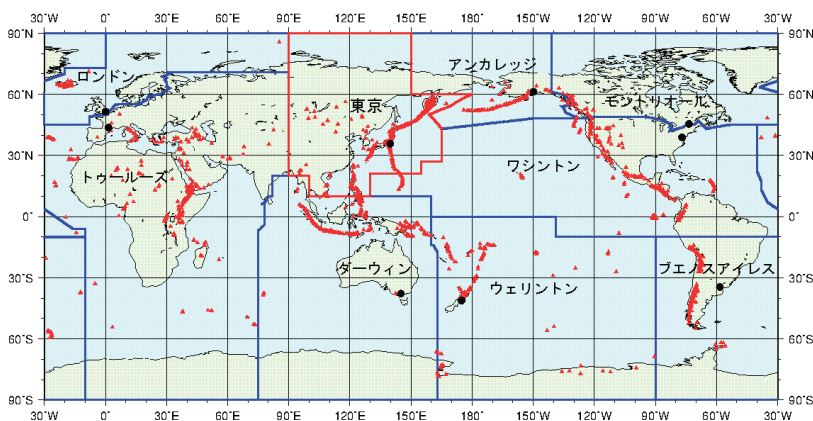 30°W 0° 30°E 60°E 90°E 120°E 150°E 180° 150°W 120°W 90°W 60°W 30°W
90°N 90°N
アンカレッジ
ロンドン
60°N 東京 モントリオール 60°N
30°N 30°N
トゥールーズ ワシントン
0° 0°
ダーウィン ブエノスアイレス
ウェリントン
30°S 30°S
60°S 60°S
90°S 90°S
30°W 0° 30°E 60°E 90°E 120°E 150°E 180° 150°W 120°W 90°W 60°W 30°W